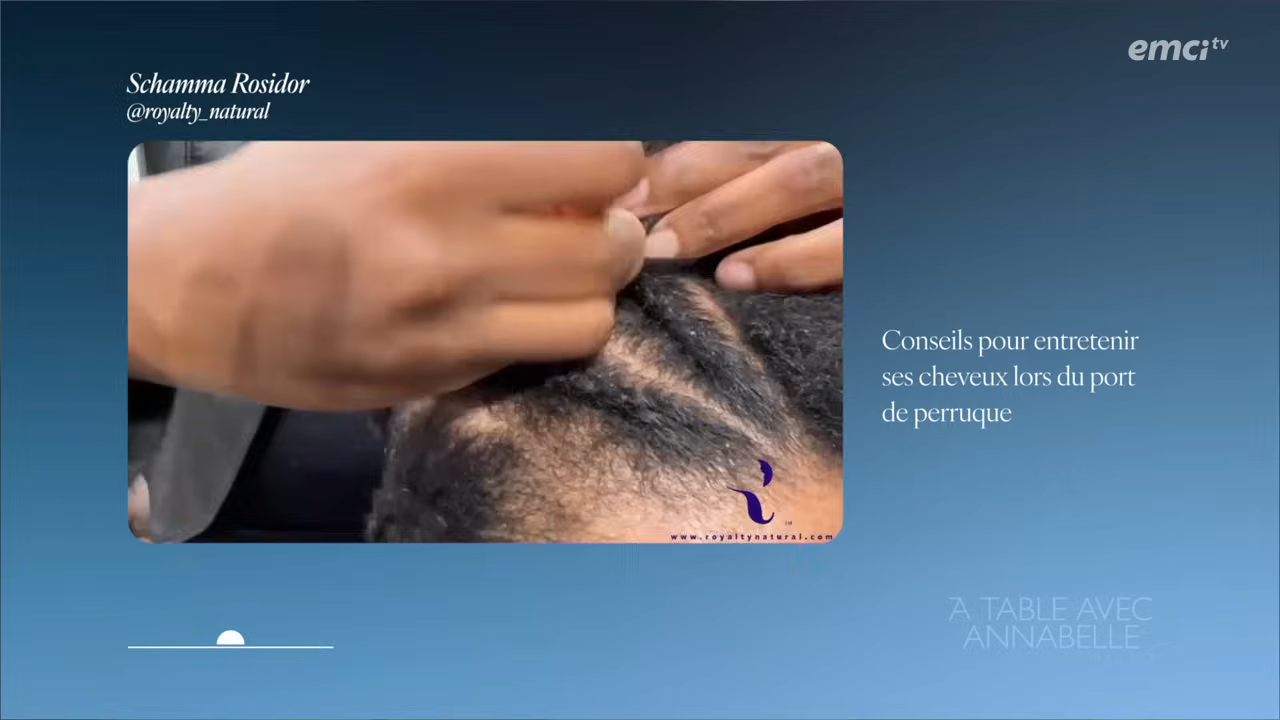 emci tv
Schamma Rosidor
@royalty_natural
Conseils pour entretenir
ses cheveux lors du port
de perruque
TM
www.royaltynatural.com
À TABLE AVEC
ANNABELLE